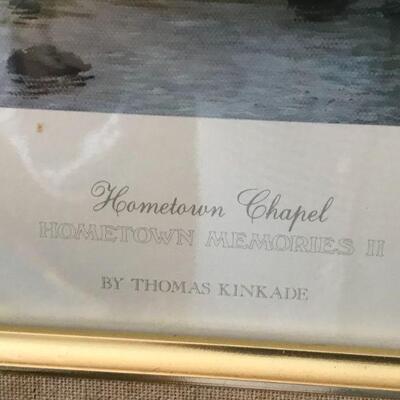 Hometown Chapel
HOMETOWN MEMORIES II
BY THOMAS KINKADE